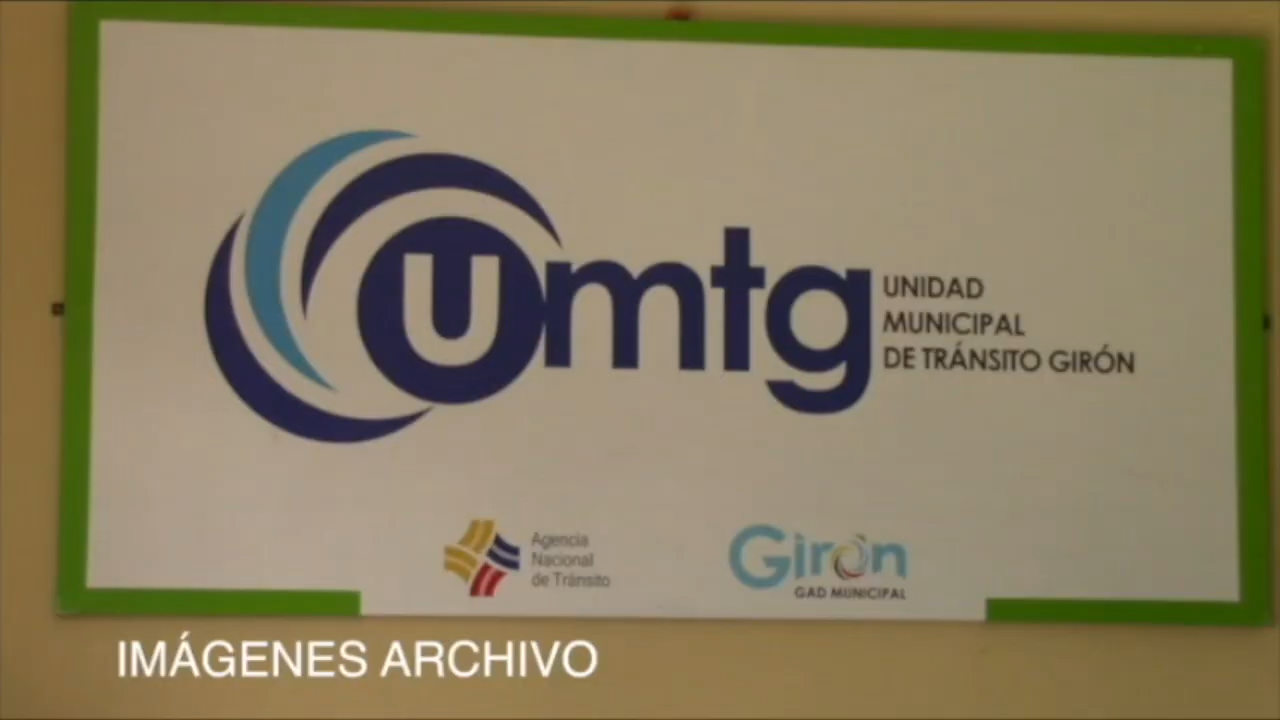 umtg
UNIDAD
MUNICIPAL
DE TRÁNSITO GIRÓN
Agencia
Nacional
de Tránsito
Girón
GAD MUNICIPAL
IMÁGENES ARCHIVO